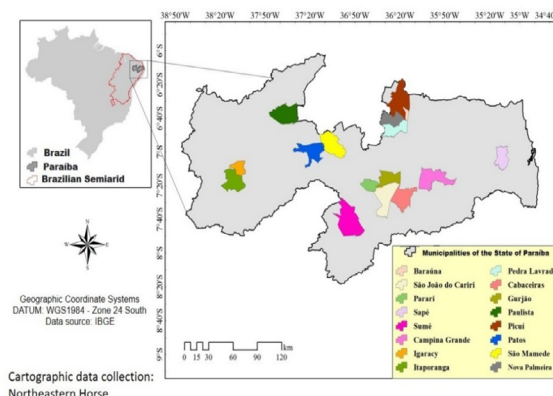 38°50'W 38°20'W 37°50'W 37°20'W 36°50'W 36°20'W 35°50'W 35°20'W 34°40'W
6°S
6°20'S
6°40'S
7°S
7°20'S
7°40'S
8°S
8°20'S
8°40'S
9°S
Brazil
Paraíba
Brazilian Semiarid
N
W E
S
Geographic Coordinate Systems
DATUM: WGS1984 - Zone 24 South
Data source: IBGE
0 15 30 60 90 120
km
Municipalities of the State of Paraíba
Baraúna
São João do Cariri
Parari
Sapé
Sumé
Campina Grande
Igaracy
Itaporanga
Pedra Lavrad
Cabaceiras
Gurjão
Paulista
Picuí
Patos
São Mamede
Nova Palmeira
Cartographic data collection:
Northeastern Horse